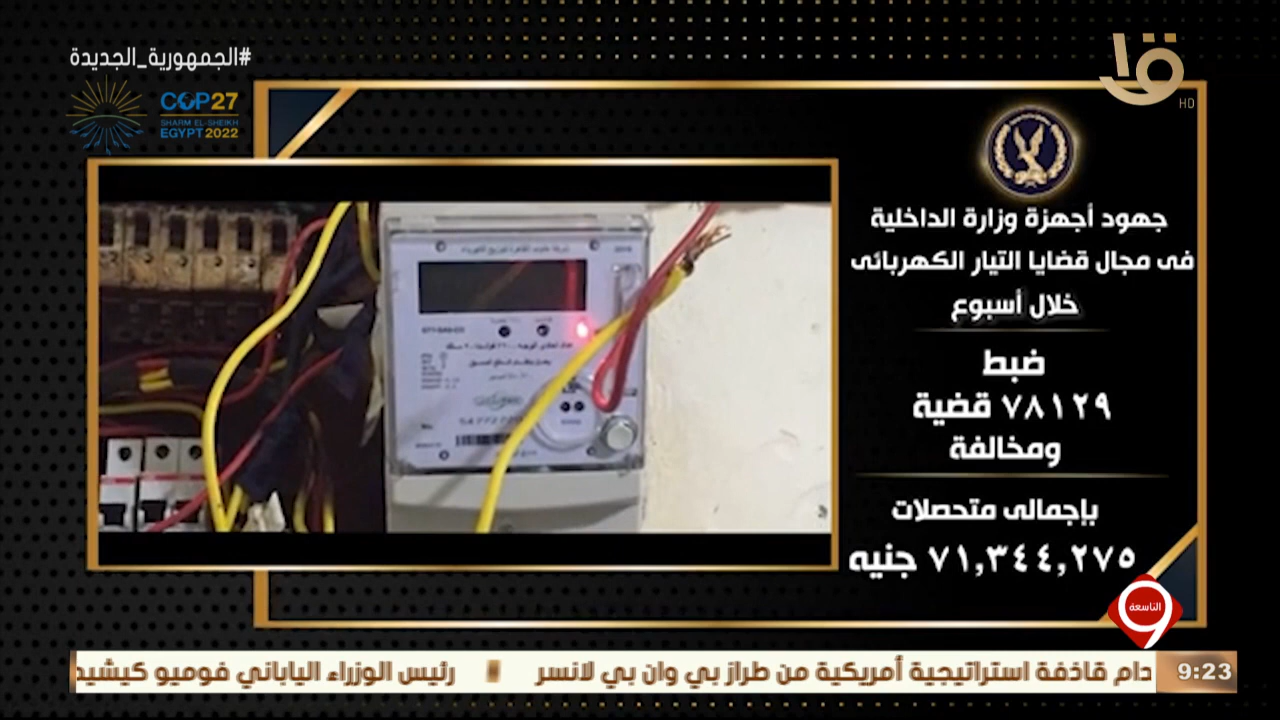 #الجمهورية_الجديدة
COP27
SHARM EL-SHEIKH
EGYPT 2022
HD
جهود أجهزة وزارة الداخلية
فى مجال قضايا التيار الكهربائى
خلال أسبوع
ضبط
٧٨١٢٩ قضية
ومخالفة
بإجمالى متحصلات
٧١,٣٤٤,٢٧٥ جنيه
التاسعة
9
9:23
دام قاذفة استراتيجية أمريكية من طراز بي وان بي لانسر
رئيس الوزراء الياباني فوميو كيشيد